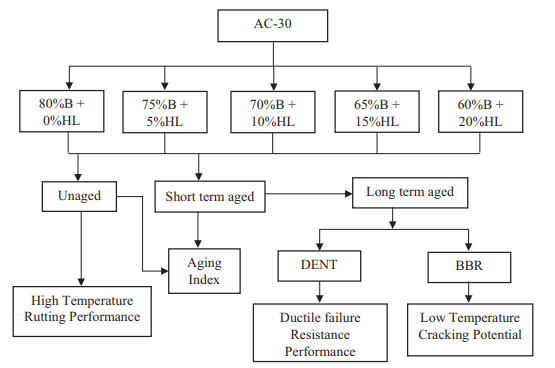 AC-30
80%B +
0%HL
75%B +
5%HL
70%B +
10%HL
65%B +
15%HL
60%B +
20%HL
Unaged
Short term aged
Long term aged
Aging
Index
DENT
BBR
High Temperature
Rutting Performance
Ductile failure
Resistance
Performance
Low Temperature
Cracking Potential